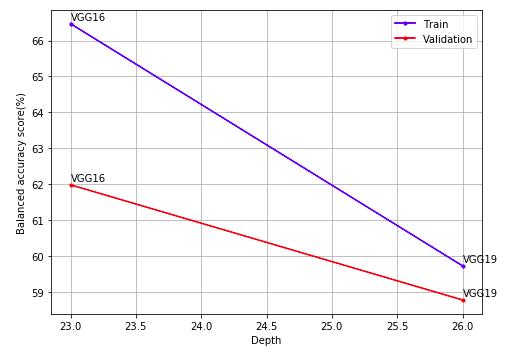 VGG16
Train
Validation
VGG16
VGG19
VGG19
Balanced accuracy score(%)
66
65
64
63
62
61
60
59
23.0 23.5 24.0 24.5 25.0 25.5 26.0
Depth